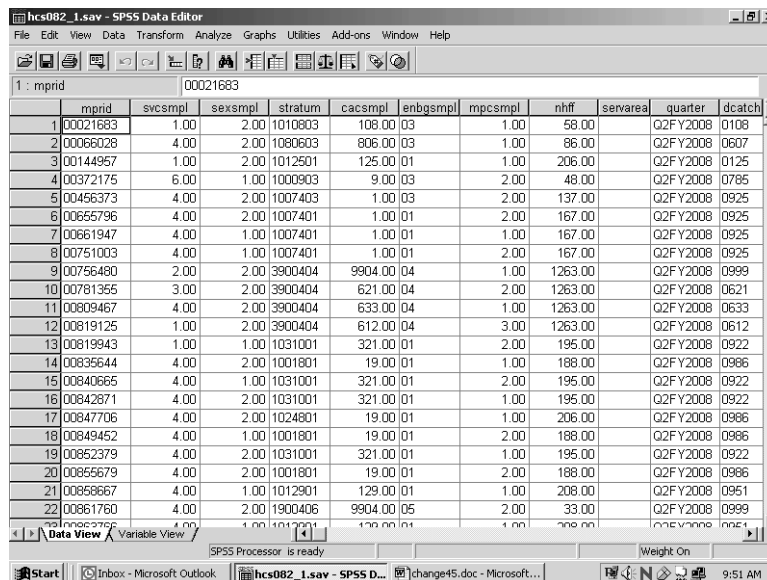 hcs082_1.sav - SPSS Data Editor
File Edit View Data Transform Analyze Graphs Utilities Add-ons Window Help
1 : mprid 00021683
mprid svcsmpl sexsmpl stratum cacsmpl enbgsmpl mpcsmpl nhff servarea quarter dcatch
1 00021683 1.00 2.00 1010803 108.00 03 1.00 58.00 Q2FY2008 0108
2 00066028 4.00 2.00 1080603 806.00 03 1.00 86.00 Q2FY2008 0607
3 00144957 1.00 2.00 1012501 125.00 01 1.00 206.00 Q2FY2008 0125
4 00372175 6.00 1.00 1000903 9.00 03 2.00 48.00 Q2FY2008 0785
5 00456373 4.00 2.00 1007403 1.00 03 2.00 137.00 Q2FY2008 0925
6 00655796 4.00 2.00 1007401 1.00 01 2.00 167.00 Q2FY2008 0925
7 00661947 4.00 1.00 1007401 1.00 01 1.00 167.00 Q2FY2008 0925
8 00751003 4.00 1.00 1007401 1.00 01 2.00 167.00 Q2FY2008 0925
9 00756480 2.00 2.00 3900404 9904.00 04 1.00 1263.00 Q2FY2008 0999
10 00781355 3.00 2.00 3900404 621.00 04 2.00 1263.00 Q2FY2008 0621
11 00809467 4.00 2.00 3900404 633.00 04 1.00 1263.00 Q2FY2008 0633
12 00819125 1.00 2.00 3900404 612.00 04 3.00 1263.00 Q2FY2008 0612
13 00819943 1.00 1.00 1031001 321.00 01 2.00 195.00 Q2FY2008 0922
14 00835644 4.00 2.00 1001801 19.00 01 1.00 188.00 Q2FY2008 0986
15 00840665 4.00 1.00 1031001 321.00 01 2.00 195.00 Q2FY2008 0922
16 00842871 4.00 2.00 1031001 321.00 01 1.00 195.00 Q2FY2008 0922
17 00847706 4.00 2.00 1024801 19.00 01 1.00 206.00 Q2FY2008 0986
18 00849452 4.00 1.00 1001801 19.00 01 2.00 188.00 Q2FY2008 0986
19 00852379 4.00 2.00 1031001 321.00 01 1.00 195.00 Q2FY2008 0922
20 00855679 4.00 2.00 1001801 19.00 01 2.00 188.00 Q2FY2008 0986
21 00858667 4.00 1.00 1012901 129.00 01 1.00 208.00 Q2FY2008 0951
22 00861760 4.00 2.00 1900406 9904.00 05 2.00 33.00 Q2FY2008 0999
Data View Variable View
SPSS Processor is ready Weight On
Start Inbox - Microsoft Outlook hcs082_1.sav - SPSS D... change45.doc - Microsoft... 9:51 AM